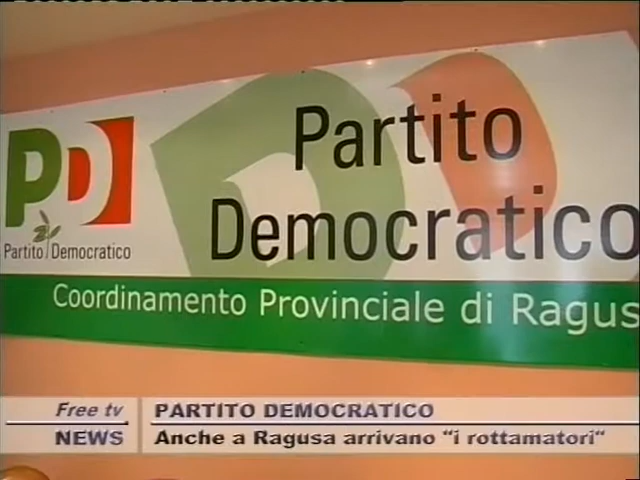 PD
Partito Democratico
Partito
Democratico
Coordinamento Provinciale di Ragus
Free tv
NEWS
PARTITO DEMOCRATICO
Anche a Ragusa arrivano "i rottamatori"